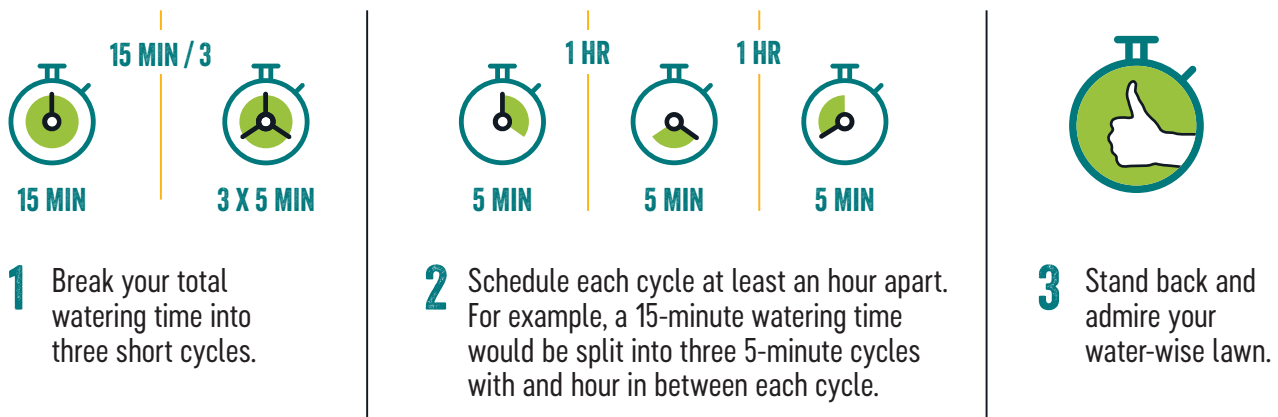 15 MIN / 3
15 MIN
3 X 5 MIN
1 Break your total
watering time into
three short cycles.
1 HR
1 HR
5 MIN
5 MIN
5 MIN
2 Schedule each cycle at least an hour apart.
For example, a 15-minute watering time
would be split into three 5-minute cycles
with and hour in between each cycle.
3 Stand back and
admire your
water-wise lawn.